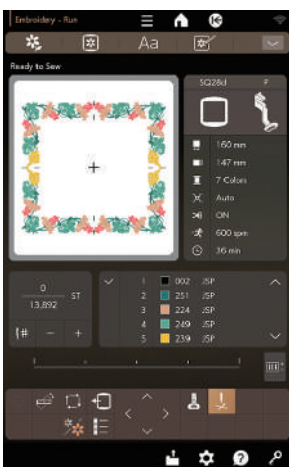 Embroidery - Run
Aa
Ready to Sew
SQ28d P
160 mm
147 mm
7 Colors
Auto
ON
600 spm
36 min
0
13,892
ST
# - +
1 002 JSP
2 251 JSP
3 224 JSP
4 249 JSP
5 239 JSP
?